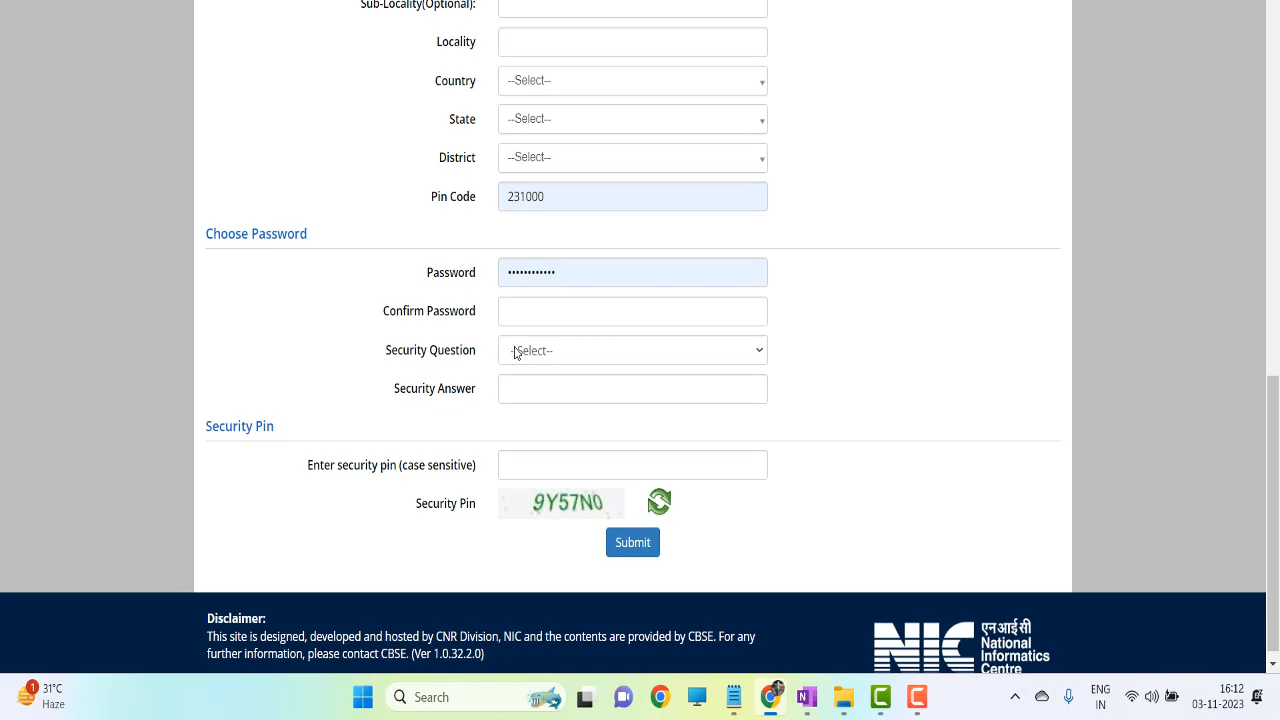 Sub-Locality(Optional):
Locality
Country --Select--
State --Select--
District --Select--
Pin Code 231000
Choose Password
Password ••••••••••••
Confirm Password
Security Question --Select--
Security Answer
Security Pin
Enter security pin (case sensitive)
Security Pin 9Y57N0
Submit
Disclaimer:
This site is designed, developed and hosted by CNR Division, NIC and the contents are provided by CBSE. For any
further information, please contact CBSE. (Ver 1.0.32.2.0)
NIC
एन आई सी
National
Informatics
Centre
1
31°C
Haze
Search
ENG
IN
16:12
03-11-2023